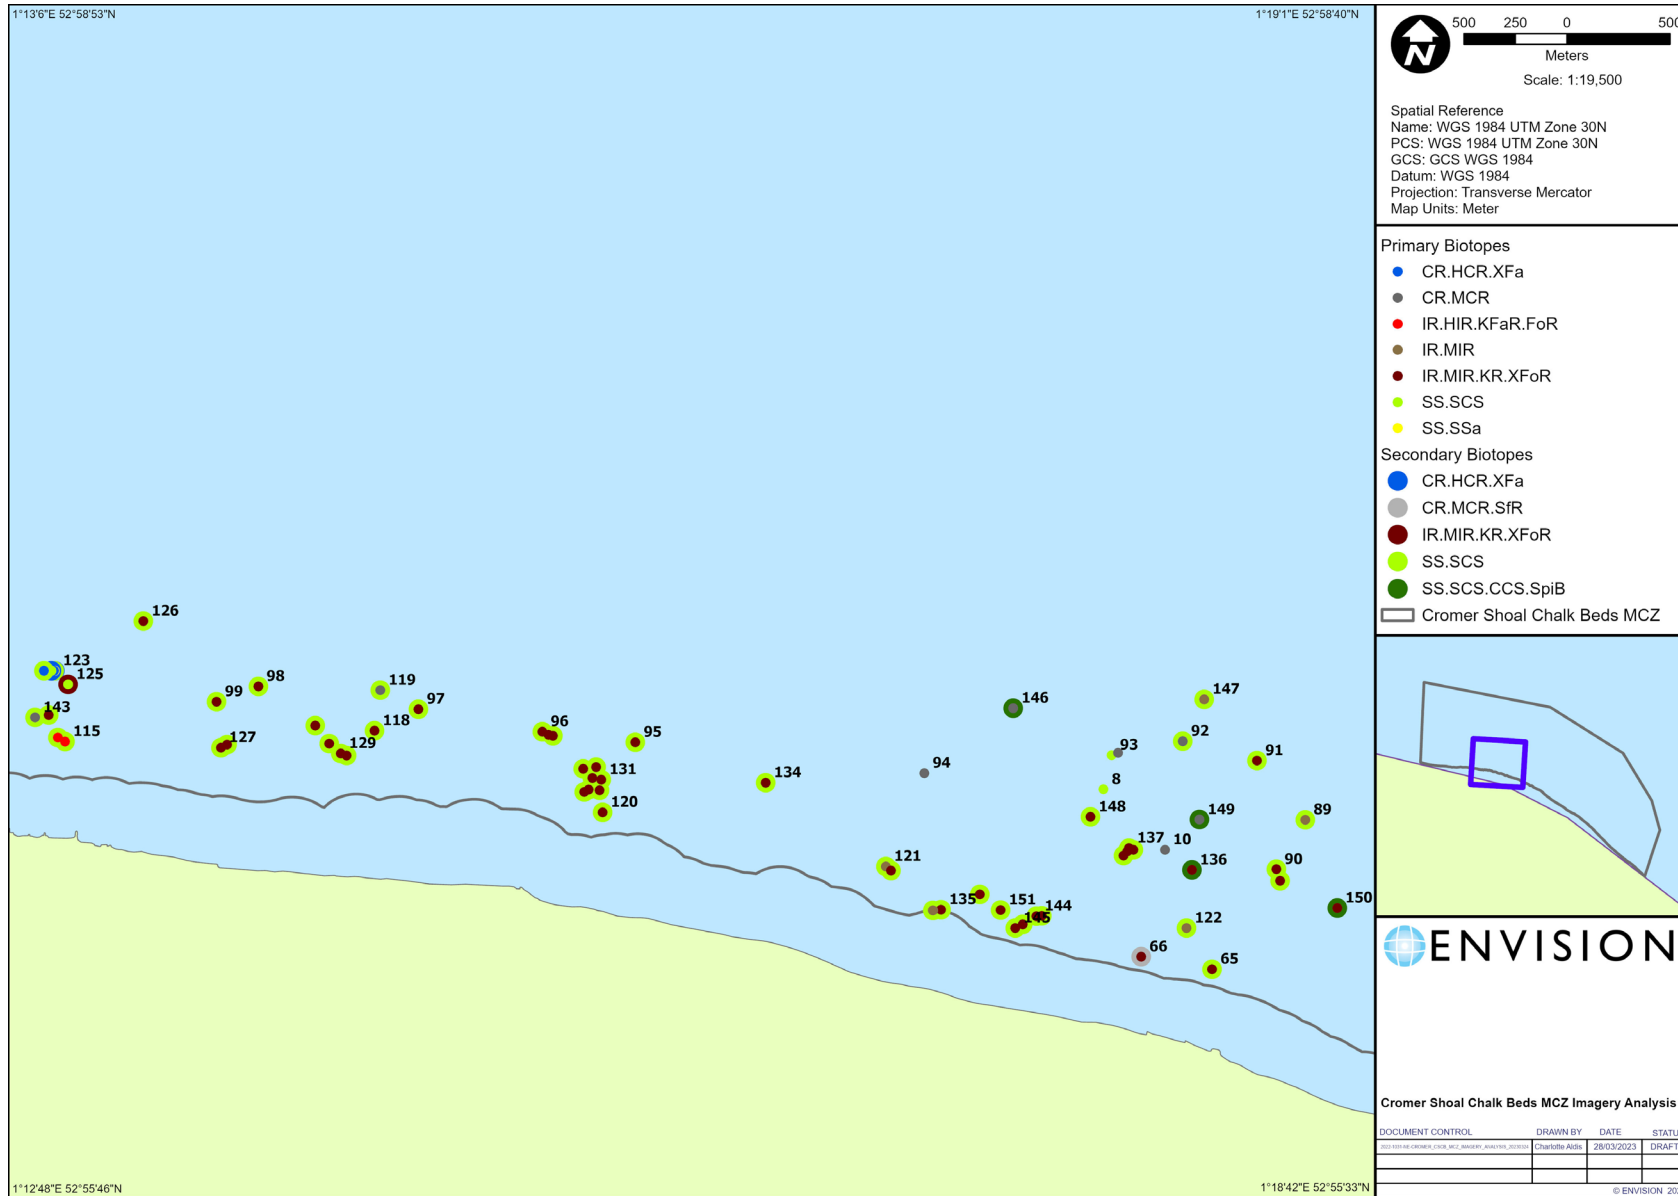 1°13'6"E 52°58'53"N
1°19'1"E 52°58'40"N
126
123
125
99
98
119
97
143
115
127
118
129
96
95
131
120
134
146
147
94
93
92
91
8
148
149
89
137
10
136
90
121
135
151
144
145
150
122
66
65
1°12'48"E 52°55'46"N
1°18'42"E 52°55'33"N
N
500 250 0 500
Meters
Scale: 1:19,500
Spatial Reference
Name: WGS 1984 UTM Zone 30N
PCS: WGS 1984 UTM Zone 30N
GCS: GCS WGS 1984
Datum: WGS 1984
Projection: Transverse Mercator
Map Units: Meter
Primary Biotopes
CR.HCR.XFa
CR.MCR
IR.HIR.KFaR.FoR
IR.MIR
IR.MIR.KR.XFoR
SS.SCS
SS.SSa
Secondary Biotopes
CR.HCR.XFa
CR.MCR.SfR
IR.MIR.KR.XFoR
SS.SCS
SS.SCS.CCS.SpiB
Cromer Shoal Chalk Beds MCZ
ENVISION
Cromer Shoal Chalk Beds MCZ Imagery Analysis
DOCUMENT CONTROL DRAWN BY DATE STATU
Charlotte Aldis 28/03/2023 DRAFT
© ENVISION 202